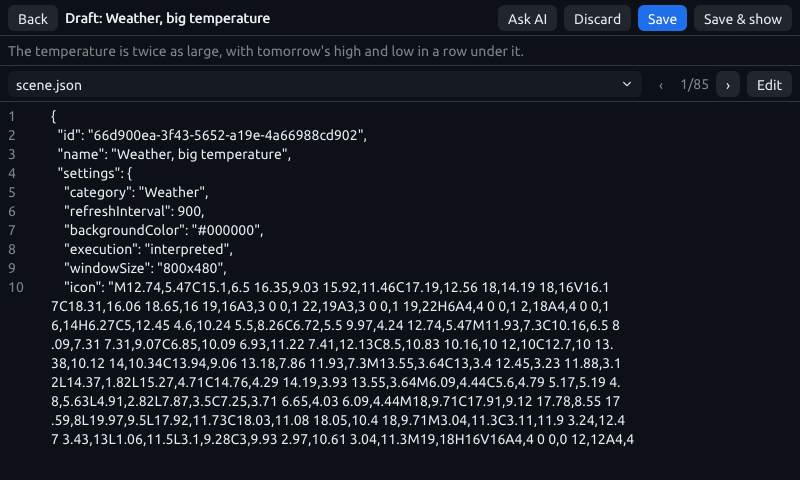 Back Draft: Weather, big temperature Ask AI Discard Save Save & show
The temperature is twice as large, with tomorrow's high and low in a row under it.
scene.json ‹ 1/85 › Edit
1 {
2 "id": "66d900ea-3f43-5652-a19e-4a66988cd902",
3 "name": "Weather, big temperature",
4 "settings": {
5 "category": "Weather",
6 "refreshInterval": 900,
7 "backgroundColor": "#000000",
8 "execution": "interpreted",
9 "windowSize": "800x480",
10 "icon": "M12.74,5.47C15.1,6.5 16.35,9.03 15.92,11.46C17.19,12.56 18,14.19 18,16V16.1
7C18.31,16.06 18.65,16 19,16A3,3 0 0,1 22,19A3,3 0 0,1 19,22H6A4,4 0 0,1 2,18A4,4 0 0,1
6,14H6.27C5,12.45 4.6,10.24 5.5,8.26C6.72,5.5 9.97,4.24 12.74,5.47M11.93,7.3C10.16,6.5 8
.09,7.31 7.31,9.07C6.85,10.09 6.93,11.22 7.41,12.13C8.5,10.83 10.16,10 12,10C12.7,10 13.
38,10.12 14,10.34C13.94,9.06 13.18,7.86 11.93,7.3M13.55,3.64C13,3.4 12.45,3.23 11.88,3.1
2L14.37,1.82L15.27,4.71C14.76,4.29 14.19,3.93 13.55,3.64M6.09,4.44C5.6,4.79 5.17,5.19 4.
8,5.63L4.91,2.82L7.87,3.5C7.25,3.71 6.65,4.03 6.09,4.44M18,9.71C17.91,9.12 17.78,8.55 17
.59,8L19.97,9.5L17.92,11.73C18.03,11.08 18.05,10.4 18,9.71M3.04,11.3C3.11,11.9 3.24,12.4
7 3.43,13L1.06,11.5L3.1,9.28C3,9.93 2.97,10.61 3.04,11.3M19,18H16V16A4,4 0 0,0 12,12A4,4